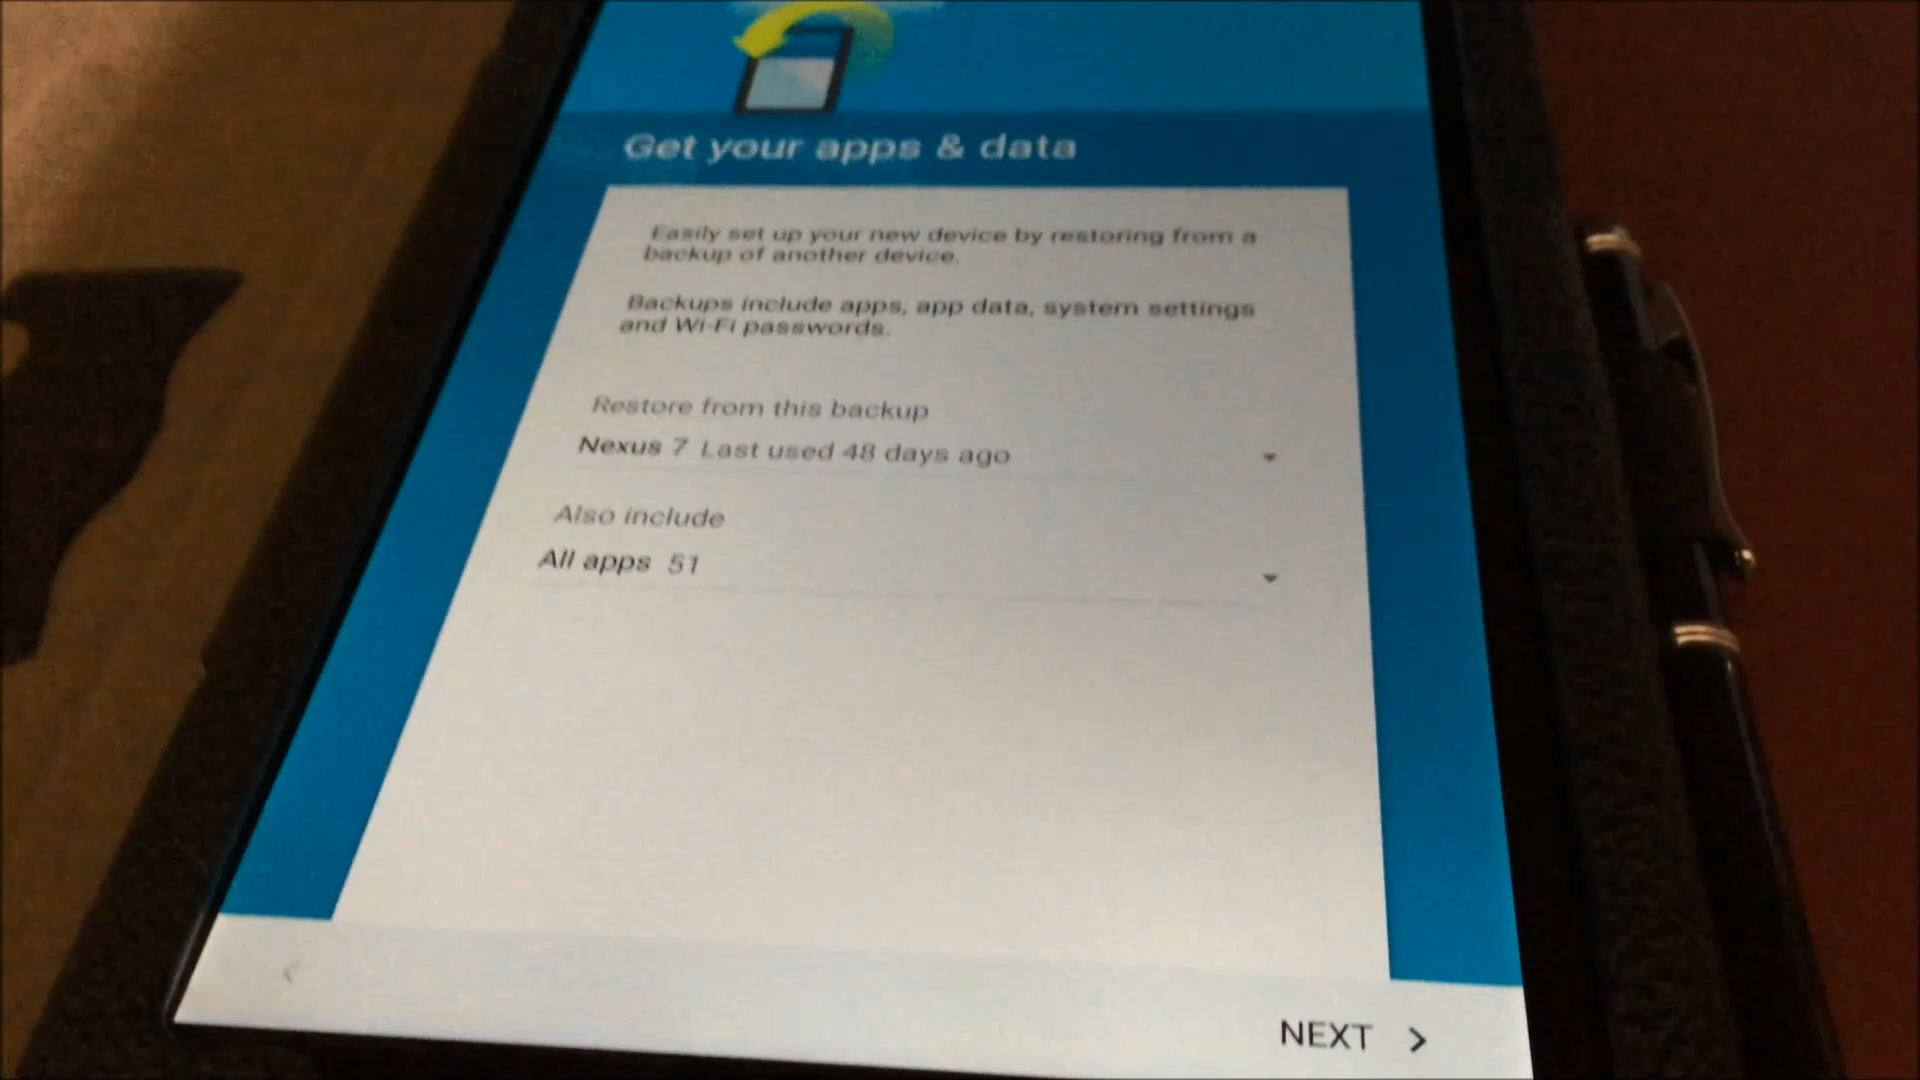 Get your apps & data
Easily set up your new device by restoring from a
backup of another device.
Backups include apps, app data, system settings
and Wi-Fi passwords.
Restore from this backup
Nexus 7 Last used 48 days ago
Also include
All apps 51
NEXT